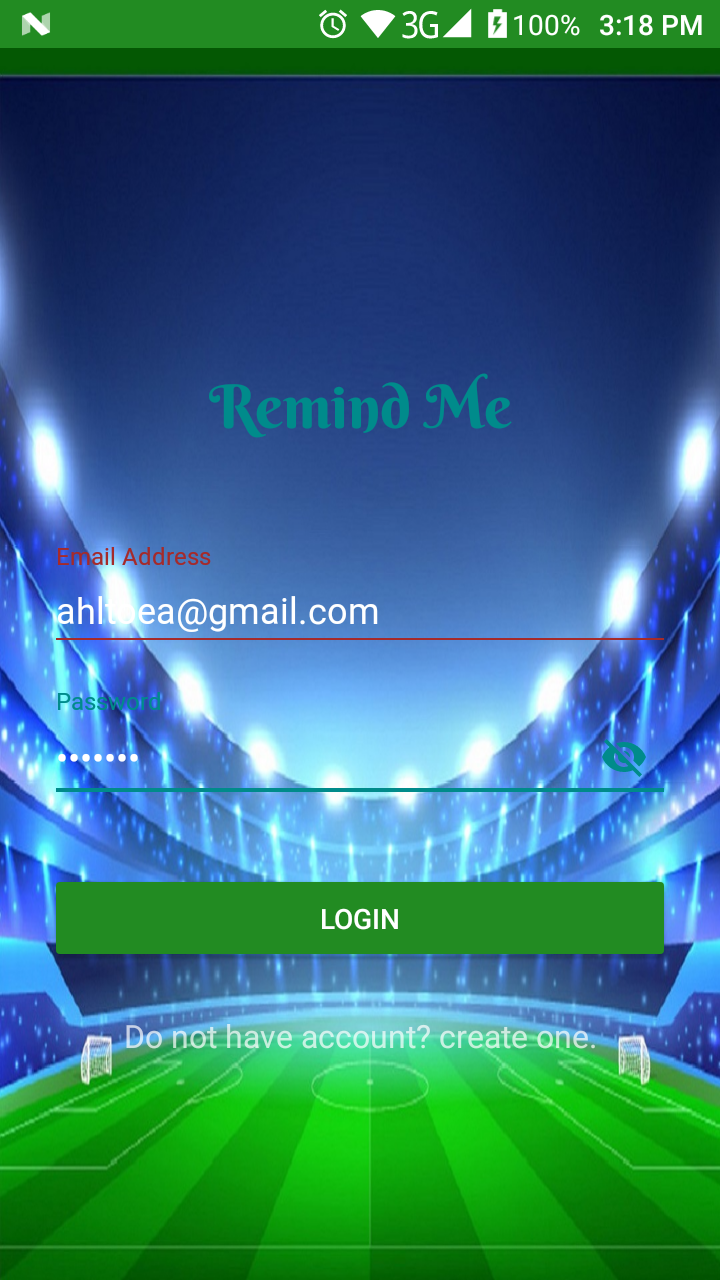 3G 100% 3:18 PM
Remind Me
Email Address
ahltoea@gmail.com
Password
•••••••
LOGIN
Do not have account? create one.